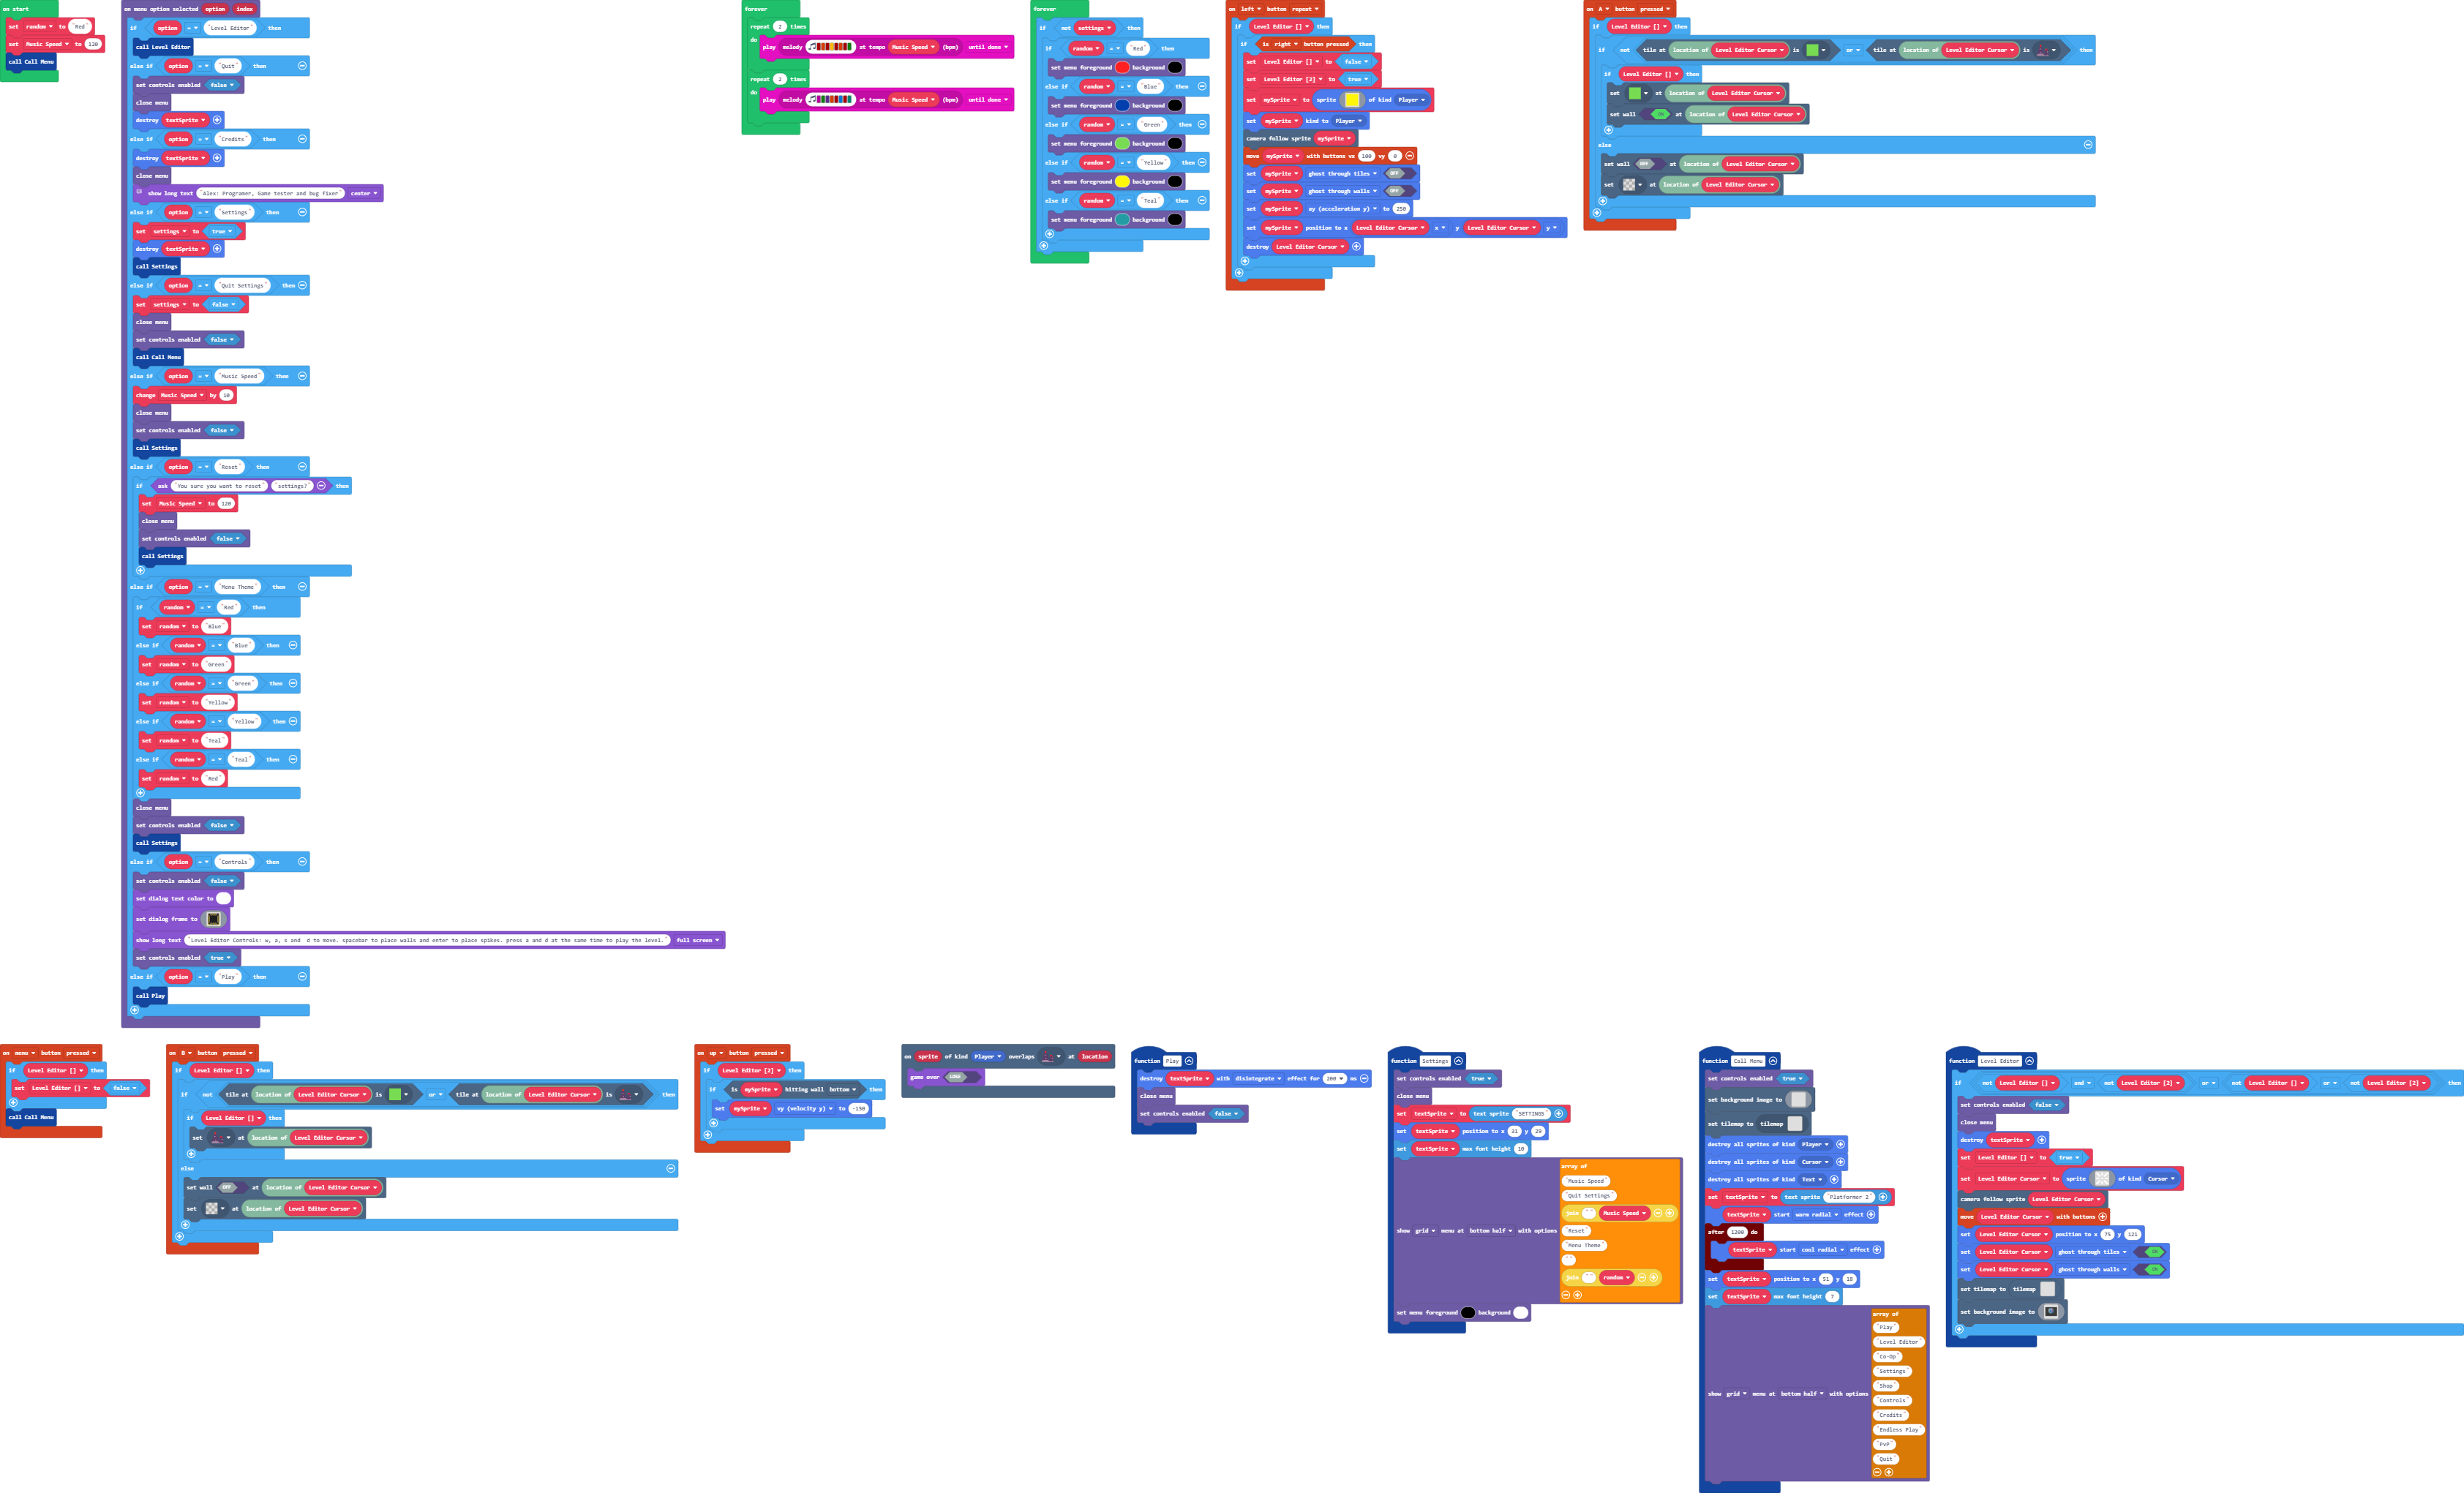 on start
set random to "Red"
set Music Speed to 120
call Call Menu
on menu option selected option index
if option = "Level Editor" then
call Level Editor
else if option = "Quit" then
set controls enabled false
close menu
destroy textSprite
else if option = "Credits" then
destroy textSprite
close menu
show long text "Alex: Programer, Game tester and bug fixer" center
else if option = "Settings" then
set settings to true
destroy textSprite
call Settings
else if option = "Quit Settings" then
set settings to false
close menu
set controls enabled false
call Call Menu
else if option = "Music Speed" then
change Music Speed by 10
close menu
set controls enabled false
call Settings
else if option = "Reset" then
if ask "You sure you want to reset" "settings?" then
set Music Speed to 120
close menu
set controls enabled false
call Settings
else if option = "Menu Theme" then
if random = "Red" then
set random to "Blue"
else if random = "Blue" then
set random to "Green"
else if random = "Green" then
set random to "Yellow"
else if random = "Yellow" then
set random to "Teal"
else if random = "Teal" then
set random to "Red"
close menu
set controls enabled false
call Settings
else if option = "Controls" then
set controls enabled false
set dialog text color to
set dialog frame to
show long text "Level Editor Controls: w, a, s and  d to move. spacebar to place walls and enter to place spikes. press a and d at the same time to play the level." full screen
set controls enabled true
else if option = "Play" then
call Play
forever
repeat 2 times
do
play melody at tempo Music Speed (bpm) until done
repeat 2 times
do
play melody at tempo Music Speed (bpm) until done
forever
if not settings then
if random = "Red" then
set menu foreground background
else if random = "Blue" then
set menu foreground background
else if random = "Green" then
set menu foreground background
else if random = "Yellow" then
set menu foreground background
else if random = "Teal" then
set menu foreground background
on left button repeat
if Level Editor [] then
if is right button pressed then
set Level Editor [] to false
set Level Editor [2] to true
set mySprite to sprite of kind Player
set mySprite kind to Player
camera follow sprite mySprite
move mySprite with buttons vx 100 vy 0
set mySprite ghost through tiles OFF
set mySprite ghost through walls OFF
set mySprite ay (acceleration y) to 250
set mySprite position to x Level Editor Cursor x y Level Editor Cursor y
destroy Level Editor Cursor
on A button pressed
if Level Editor [] then
if not tile at location of Level Editor Cursor is or tile at location of Level Editor Cursor is then
if Level Editor [] then
set at location of Level Editor Cursor
set wall ON at location of Level Editor Cursor
else
set wall OFF at location of Level Editor Cursor
set at location of Level Editor Cursor
on menu button pressed
if Level Editor [] then
set Level Editor [] to false
call Call Menu
on B button pressed
if Level Editor [] then
if not tile at location of Level Editor Cursor is or tile at location of Level Editor Cursor is then
if Level Editor [] then
set at location of Level Editor Cursor
else
set wall OFF at location of Level Editor Cursor
set at location of Level Editor Cursor
on up button pressed
if Level Editor [2] then
if is mySprite hitting wall bottom then
set mySprite vy (velocity y) to -150
on sprite of kind Player overlaps at location
game over LOSE
function Play
destroy textSprite with disintegrate effect for 200 ms
close menu
set controls enabled false
function Settings
set controls enabled true
close menu
set textSprite to text sprite "SETTINGS"
set textSprite position to x 31 y 29
set textSprite max font height 10
show grid menu at bottom half with options
array of
"Music Speed"
"Quit Settings"
join " " Music Speed
"Reset"
"Menu Theme"
" "
join " " random
set menu foreground background
function Call Menu
set controls enabled true
set background image to
set tilemap to tilemap
destroy all sprites of kind Player
destroy all sprites of kind Cursor
destroy all sprites of kind Text
set textSprite to text sprite "Platformer 2"
textSprite start warm radial effect
after 1200 do
textSprite start cool radial effect
set textSprite position to x 51 y 18
set textSprite max font height 7
show grid menu at bottom half with options
array of
"Play"
"Level Editor"
"Co-Op"
"Settings"
"Shop"
"Controls"
"Credits"
"Endless Play"
"PvP"
"Quit"
function Level Editor
if not Level Editor [] and not Level Editor [2] or not Level Editor [] or not Level Editor [2] then
set controls enabled false
close menu
destroy textSprite
set Level Editor [] to true
set Level Editor Cursor to sprite of kind Cursor
camera follow sprite Level Editor Cursor
move Level Editor Cursor with buttons
set Level Editor Cursor position to x 75 y 121
set Level Editor Cursor ghost through tiles ON
set Level Editor Cursor ghost through walls ON
set tilemap to tilemap
set background image to